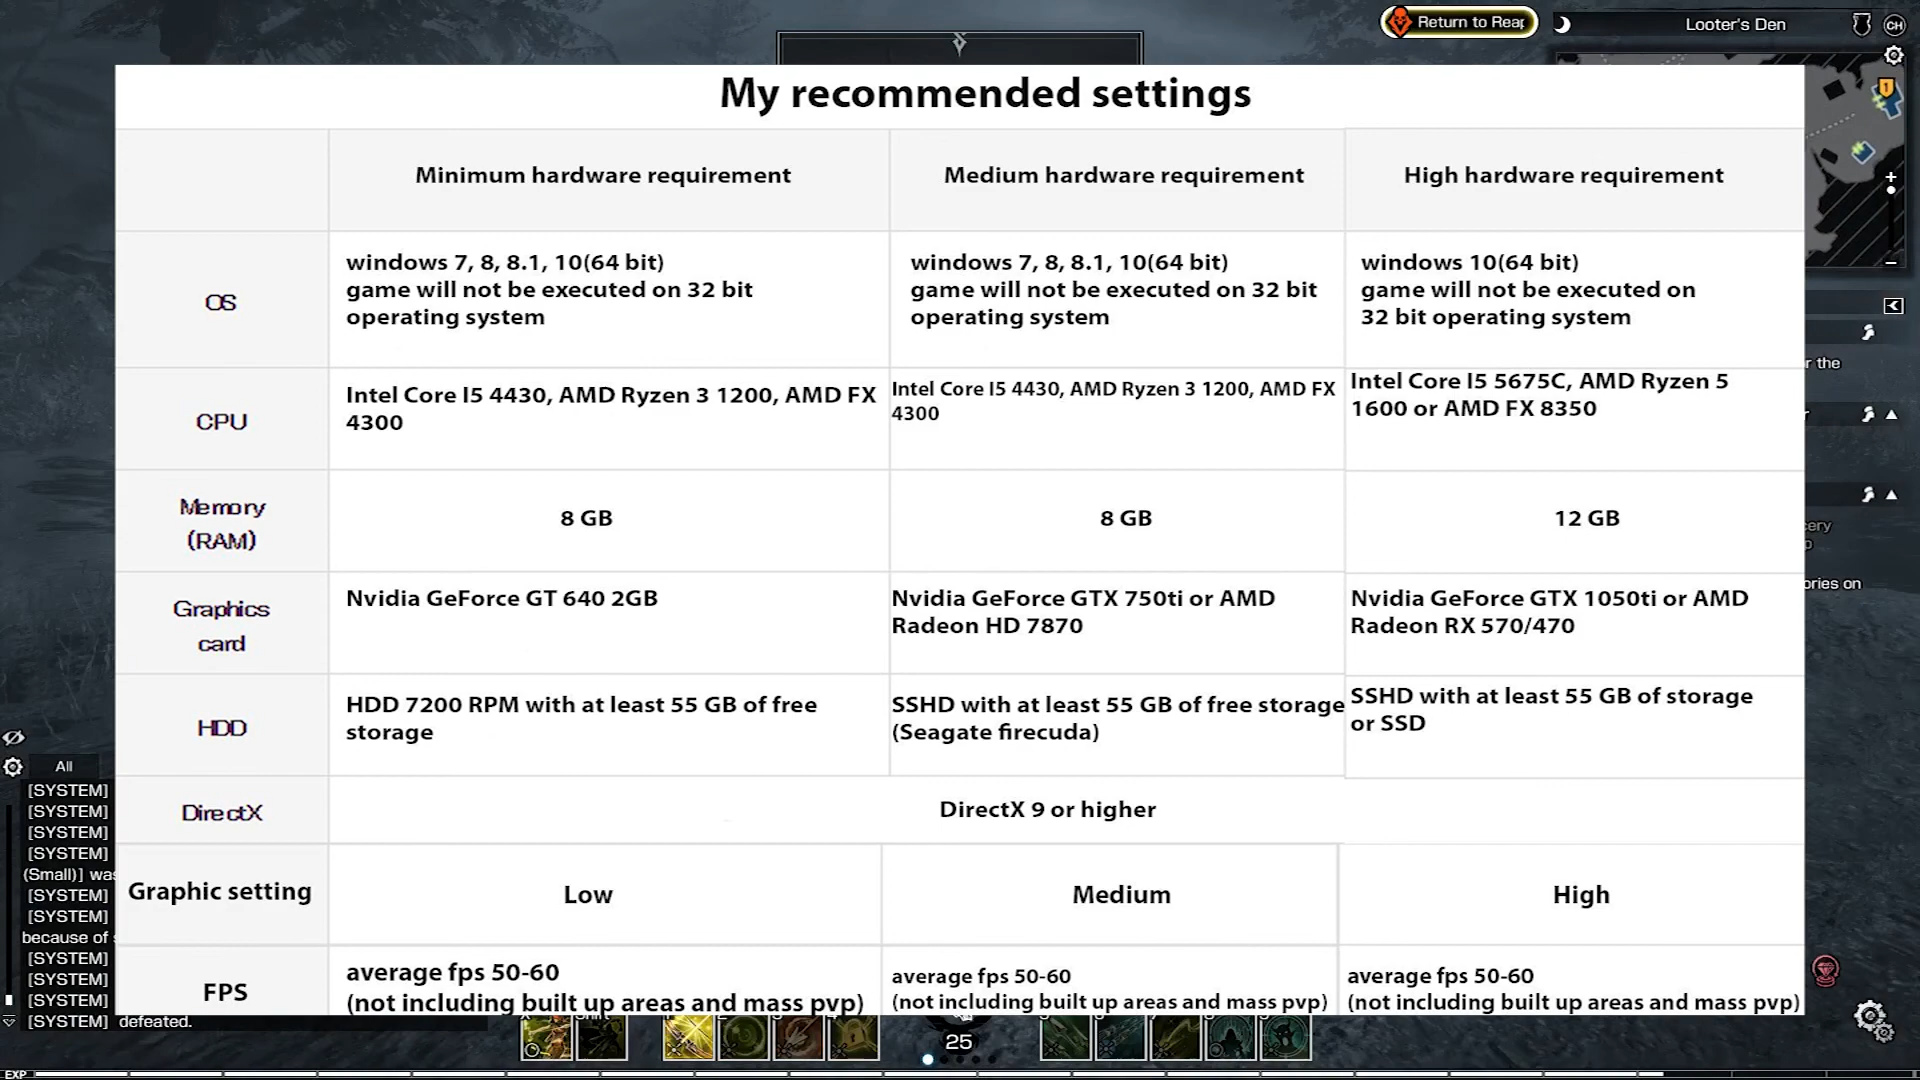 Return to Reap
Looter's Den
CH
1
My recommended settings
Minimum hardware requirement
Medium hardware requirement
High hardware requirement
OS
windows 7, 8, 8.1, 10(64 bit)
game will not be executed on 32 bit
operating system
windows 7, 8, 8.1, 10(64 bit)
game will not be executed on 32 bit
operating system
windows 10(64 bit)
game will not be executed on
32 bit operating system
r the
CPU
Intel Core I5 4430, AMD Ryzen 3 1200, AMD FX
4300
Intel Core I5 4430, AMD Ryzen 3 1200, AMD FX
4300
Intel Core I5 5675C, AMD Ryzen 5
1600 or AMD FX 8350
Memory
(RAM)
8 GB
8 GB
12 GB
Graphics
card
Nvidia GeForce GT 640 2GB
Nvidia GeForce GTX 750ti or AMD
Radeon HD 7870
Nvidia GeForce GTX 1050ti or AMD
Radeon RX 570/470
ories on
HDD
HDD 7200 RPM with at least 55 GB of free
storage
SSHD with at least 55 GB of free storage
(Seagate firecuda)
SSHD with at least 55 GB of storage
or SSD
DirectX
DirectX 9 or higher
Graphic setting
Low
Medium
High
FPS
average fps 50-60
(not including built up areas and mass pvp)
average fps 50-60
(not including built up areas and mass pvp)
average fps 50-60
(not including built up areas and mass pvp)
All
[SYSTEM]
[SYSTEM]
[SYSTEM]
[SYSTEM]
(Small)] was
[SYSTEM]
[SYSTEM]
because of
[SYSTEM]
[SYSTEM]
[SYSTEM]
[SYSTEM] defeated.
25
EXP